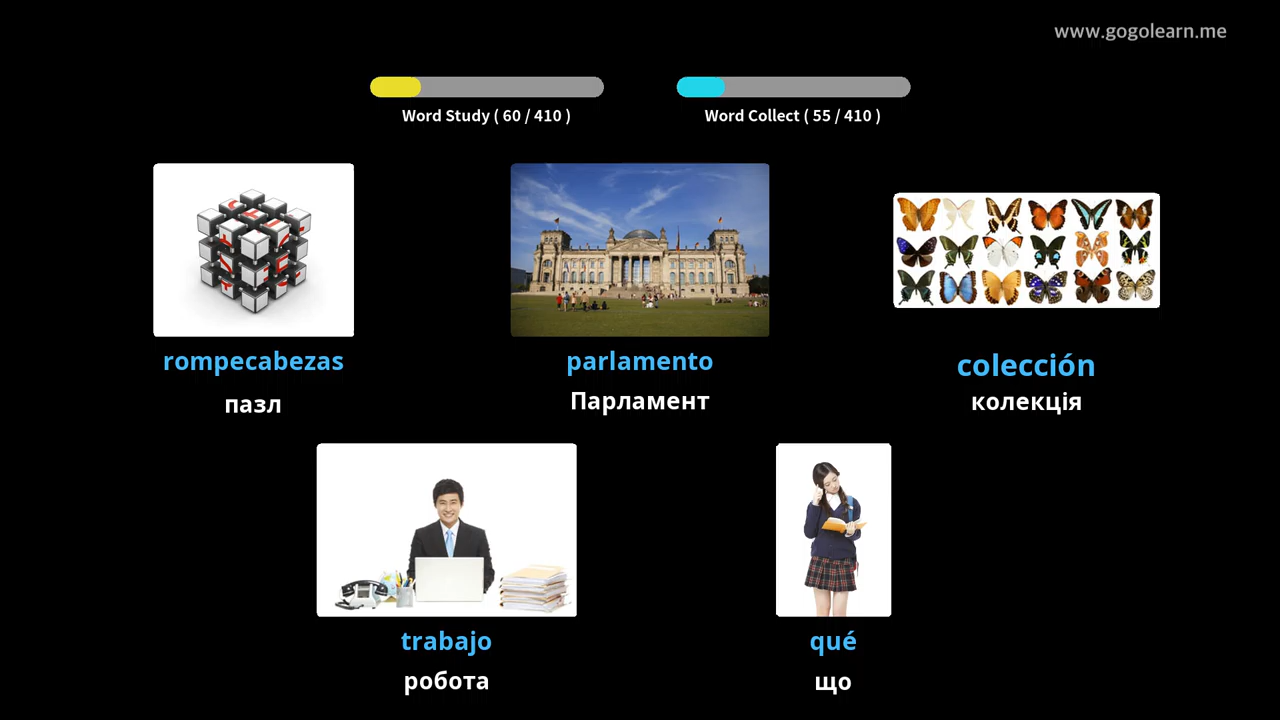 www.gogolearn.me
Word Study ( 60 / 410 )
Word Collect ( 55 / 410 )
rompecabezas
пазл
parlamento
Парламент
colección
колекція
trabajo
робота
qué
що